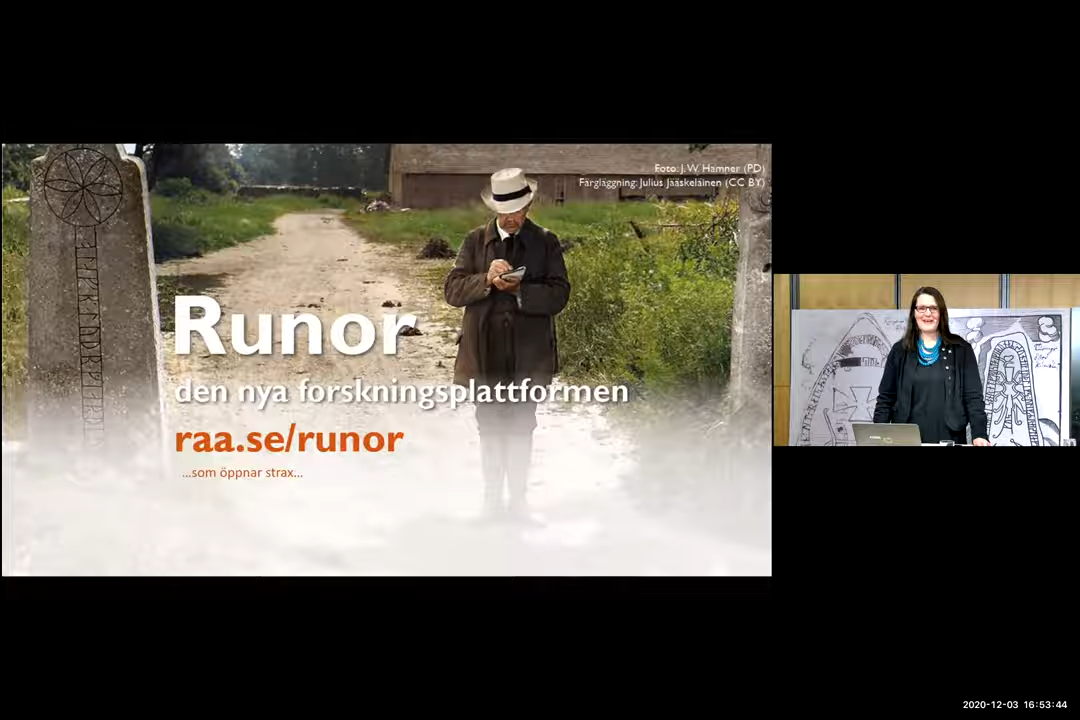 Foto: J.W. Hamner (PD)
Färgläggning: Julius Jääskeläinen (CC BY)
Runor
den nya forskningsplattformen
raa.se/runor
...som öppnar strax...
2020-12-03 16:53:44